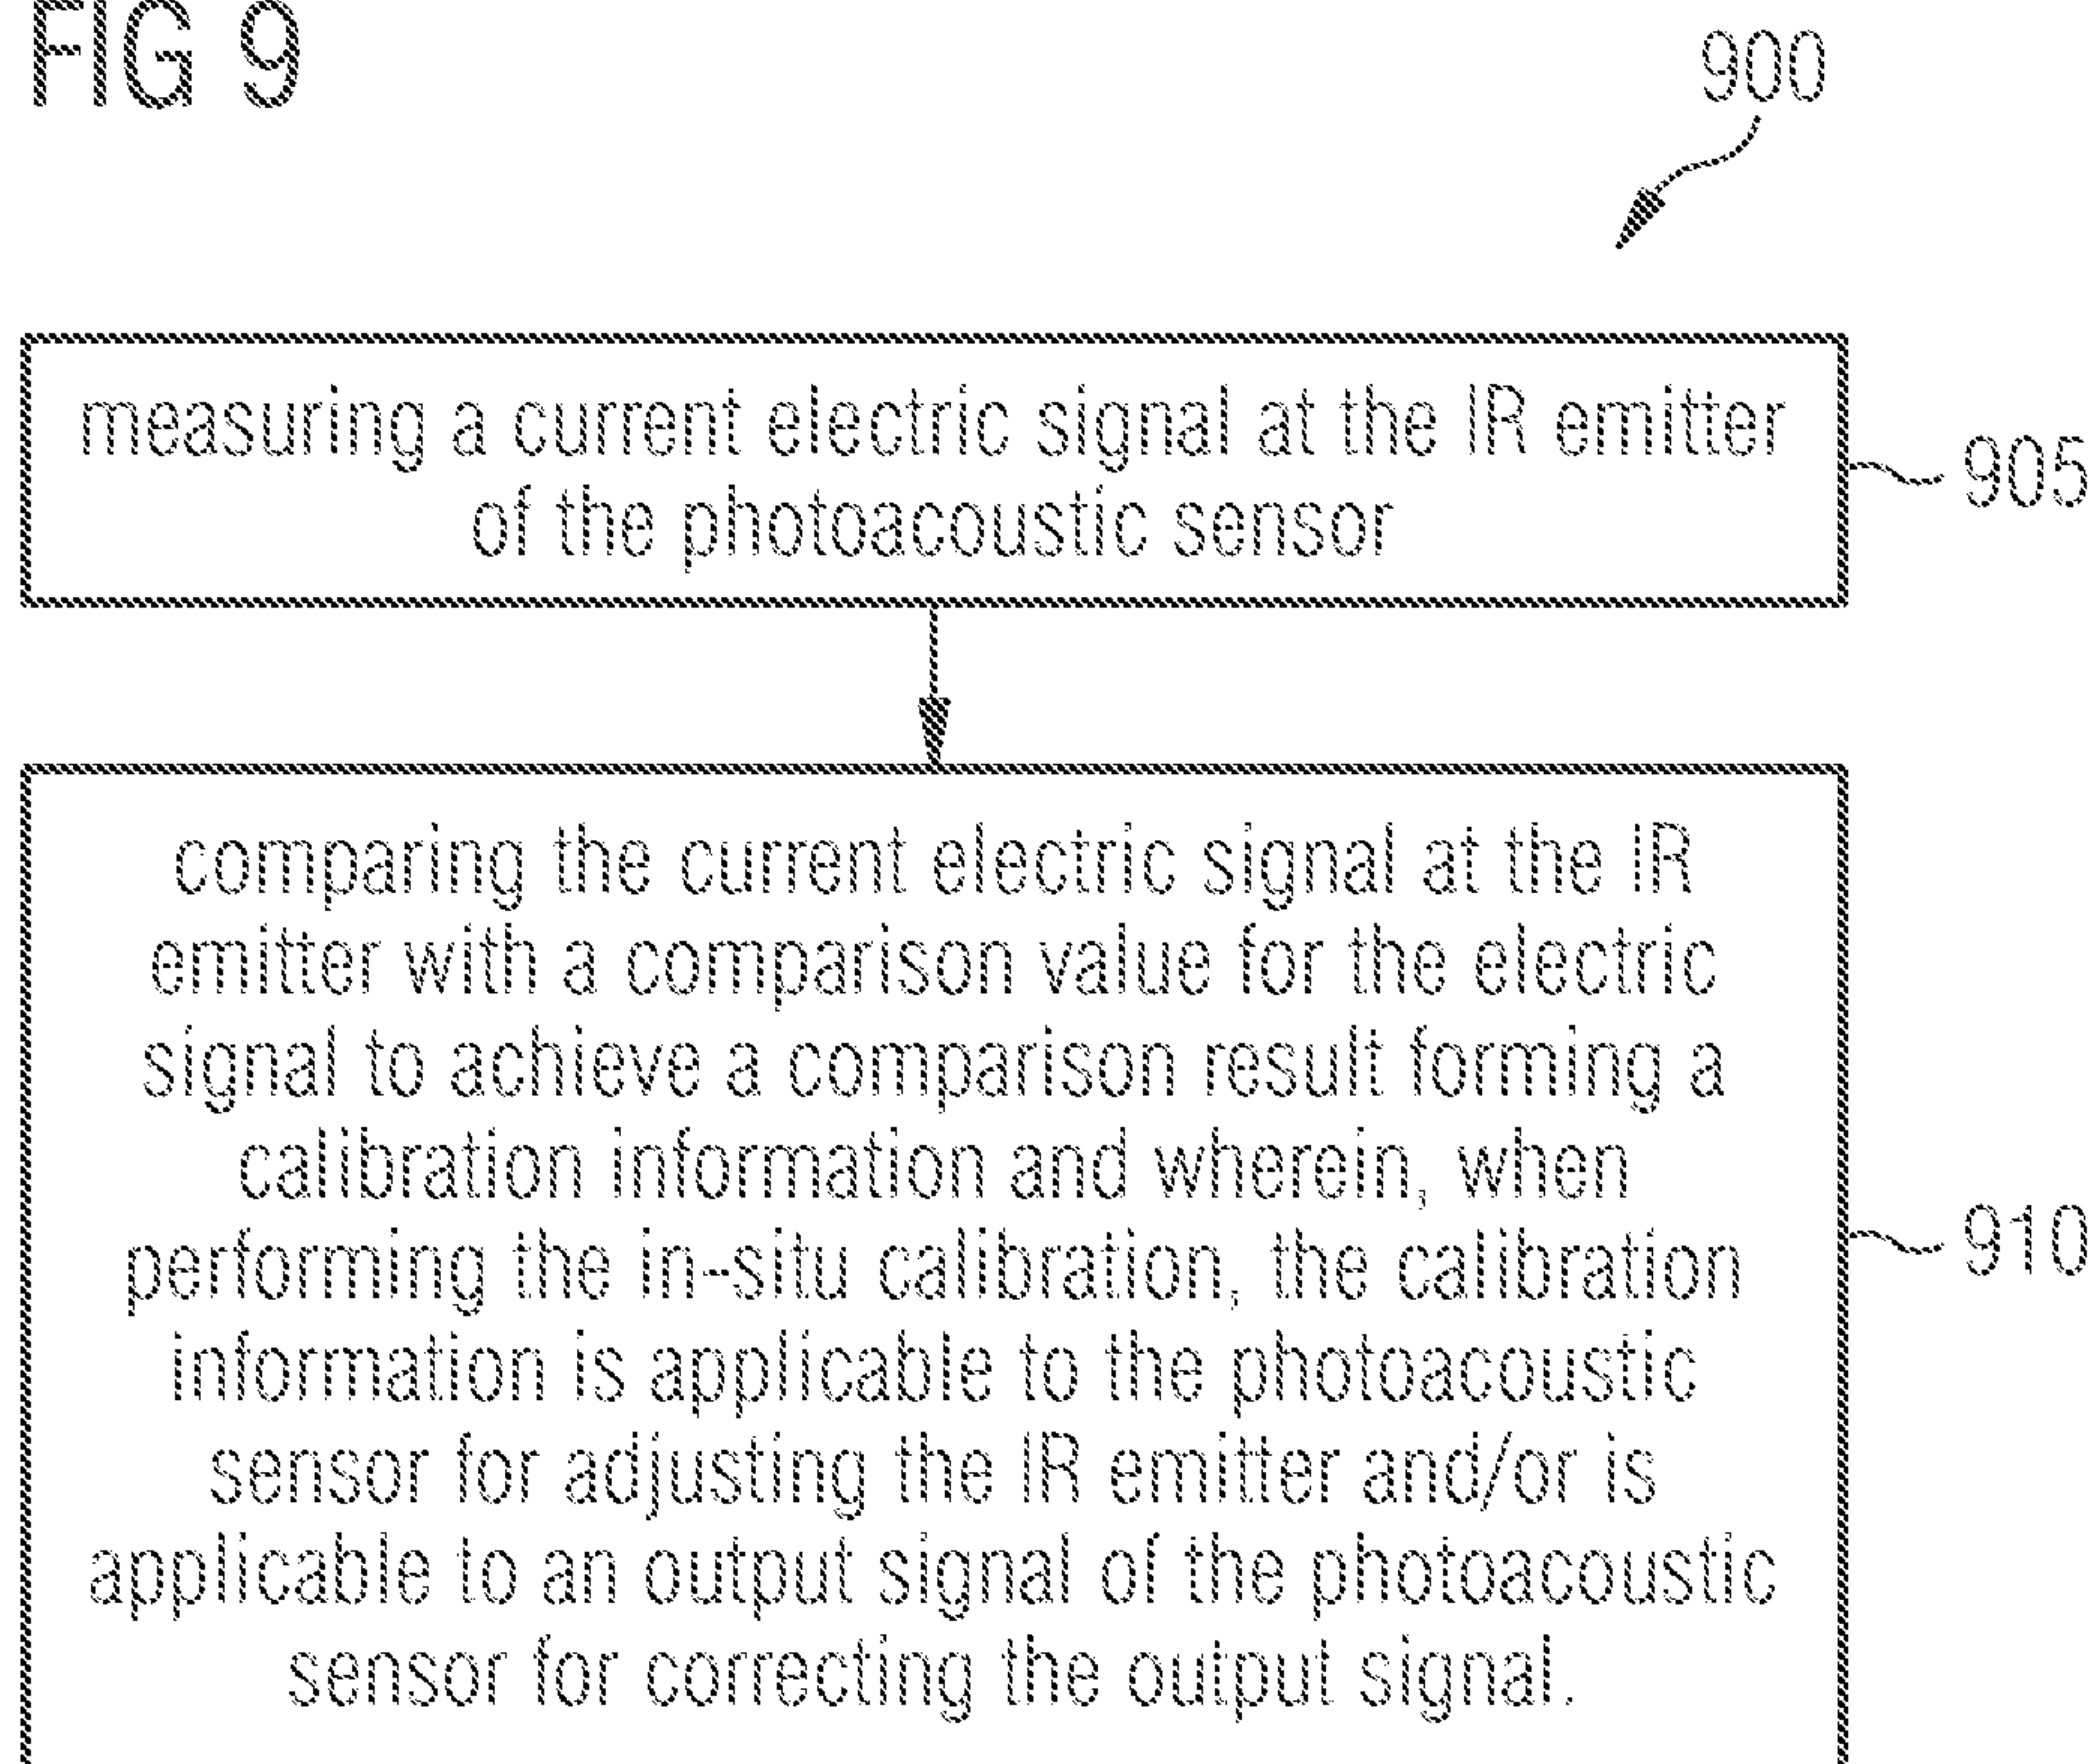 FIG 9
900
measuring a current electric signal at the IR emitter
of the photoacoustic sensor
905
comparing the current electric signal at the IR
emitter with a comparison value for the electric
signal to achieve a comparison result forming a
calibration information and wherein, when
performing the in-situ calibration, the calibration
information is applicable to the photoacoustic
sensor for adjusting the IR emitter and/or is
applicable to an output signal of the photoacoustic
sensor for correcting the output signal.
910